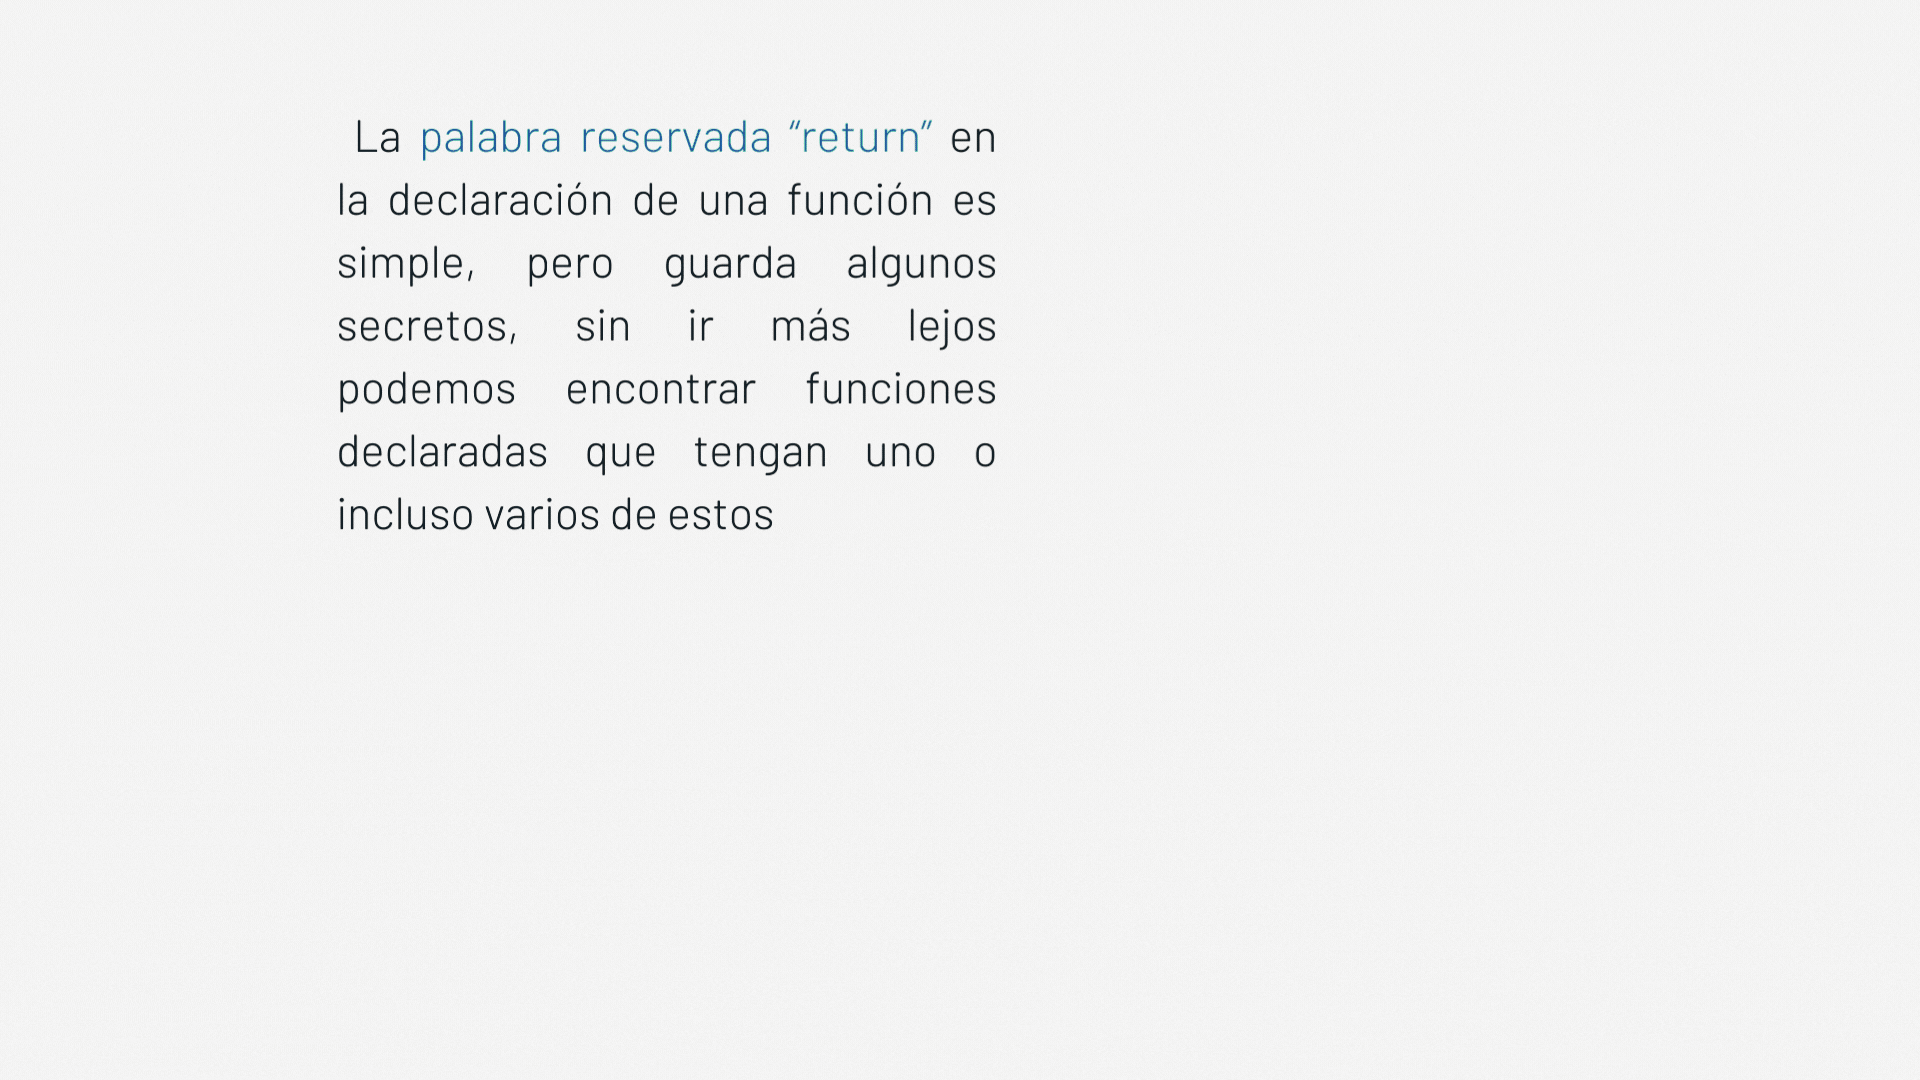 La palabra reservada “return” en
la declaración de una función es
simple, pero guarda algunos
secretos, sin ir más lejos
podemos encontrar funciones
declaradas que tengan uno o
incluso varios de estos